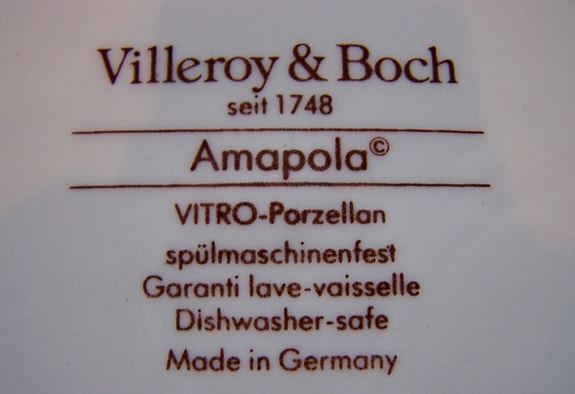 Villeroy & Boch
seit 1748
Amapola©
VITRO-Porzellan
spülmaschinenfest
Garanti lave-vaisselle
Dishwasher-safe
Made in Germany